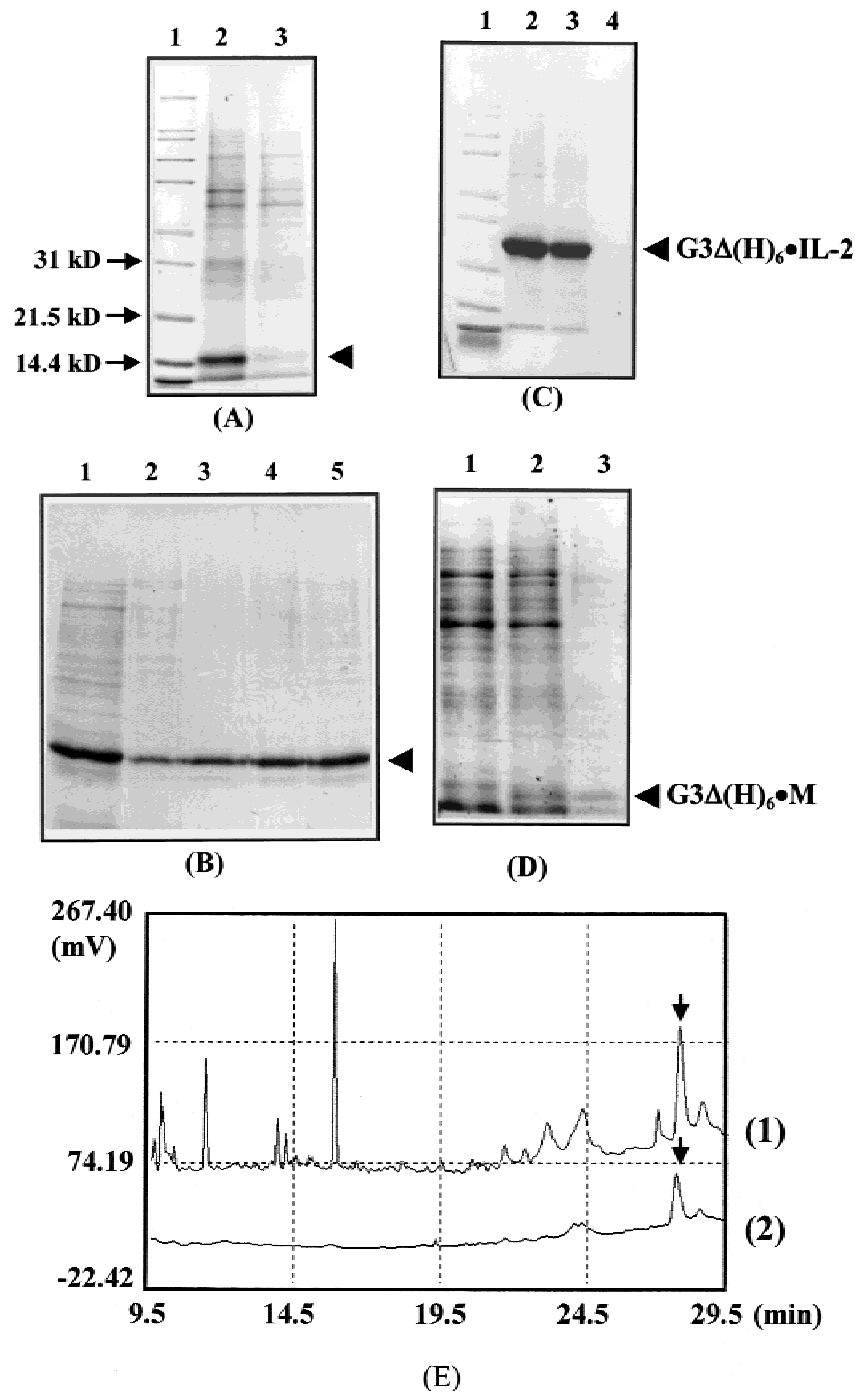 1 2 3
31 kD
21.5 kD
14.4 kD
(A)
1 2 3 4
G3Δ(H)₆•IL-2
(C)
1 2 3 4 5
(B)
1 2 3
G3Δ(H)₆•M
(D)
267.40
(mV)
170.79
74.19
-22.42
(1)
(2)
9.5 14.5 19.5 24.5 29.5 (min)
(E)